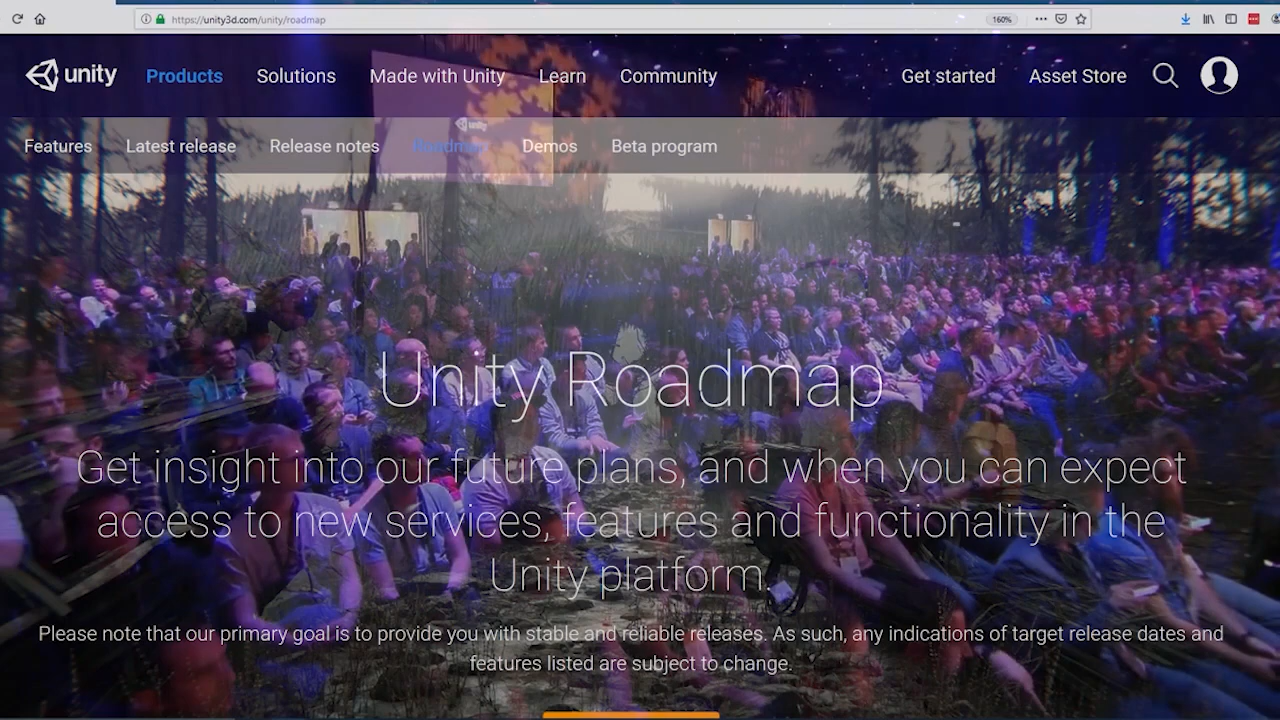 https://unity3d.com/unity/roadmap
160%
unity
Products
Solutions
Made with Unity
Learn
Community
Get started
Asset Store
unity
Features
Latest release
Release notes
Roadmap
Demos
Beta program
Unity Roadmap
Get insight into our future plans, and when you can expect
access to new services, features and functionality in the
Unity platform.
Please note that our primary goal is to provide you with stable and reliable releases. As such, any indications of target release dates and
features listed are subject to change.